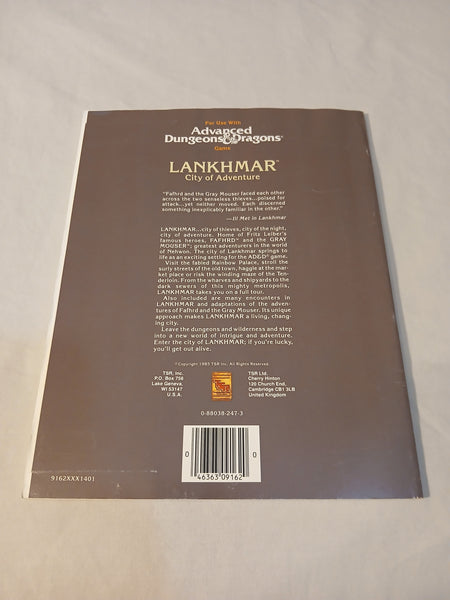 For Use With
Advanced
Dungeons & Dragons®
Game
LANKHMAR™
City of Adventure
"Fafhrd and the Gray Mouser faced each other
across the two senseless thieves...poised for
attack...yet neither moved. Each discerned
something inexplicably familiar in the other."
—Ill Met in Lankhmar
LANKHMAR...city of thieves, city of the night,
city of adventure. Home of Fritz Leiber's
famous heroes, FAFHRD® and the GRAY
MOUSER®; greatest adventurers in the world
of Nehwon. The city of Lankhmar springs to
life as an exciting setting for the AD&D® game.
Visit the fabled Rainbow Palace, stroll the
surly streets of the old town, haggle at the mar-
ket place or risk the winding maze of the Ten-
derloin. From the wharves and shipyards to the
dark sewers of this mighty metropolis,
LANKHMAR takes you on a full tour.
Also included are many encounters in
LANKHMAR and adaptations of the adven-
tures of Fafhrd and the Gray Mouser. Its unique
approach makes LANKHMAR a living, chang-
ing city.
Leave the dungeons and wilderness and step
into a new world of intrigue and adventure.
Enter the city of LANKHMAR; if you're lucky,
you'll get out alive.
©Copyright 1985 TSR Inc. All Rights Reserved.
TSR, Inc.
P.O. Box 756
Lake Geneva,
WI 53147
U.S.A.
TSR Ltd.
Cherry Hinton
120 Church End,
Cambridge CB1 3LB
United Kingdom
0-88038-247-3
0 46363 09162 0
9162XXX1401